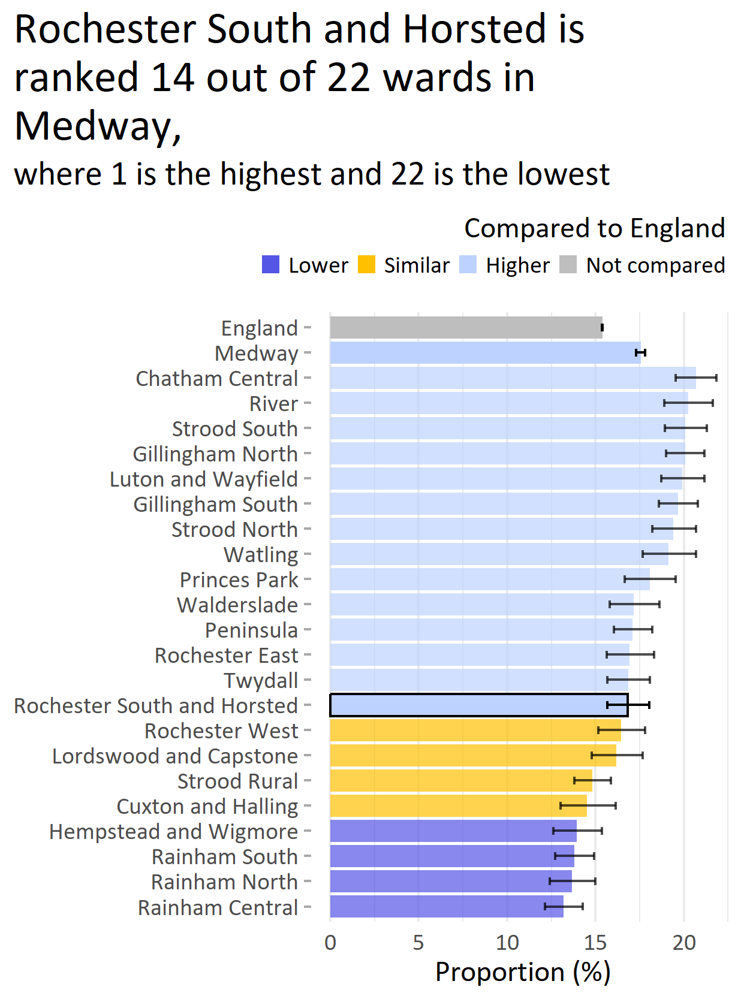 Rochester South and Horsted is
ranked 14 out of 22 wards in
Medway,
where 1 is the highest and 22 is the lowest
Compared to England
Lower Similar Higher Not compared
England
Medway
Chatham Central
River
Strood South
Gillingham North
Luton and Wayfield
Gillingham South
Strood North
Watling
Princes Park
Walderslade
Peninsula
Rochester East
Twydall
Rochester South and Horsted
Rochester West
Lordswood and Capstone
Strood Rural
Cuxton and Halling
Hempstead and Wigmore
Rainham South
Rainham North
Rainham Central
0 5 10 15 20
Proportion (%)